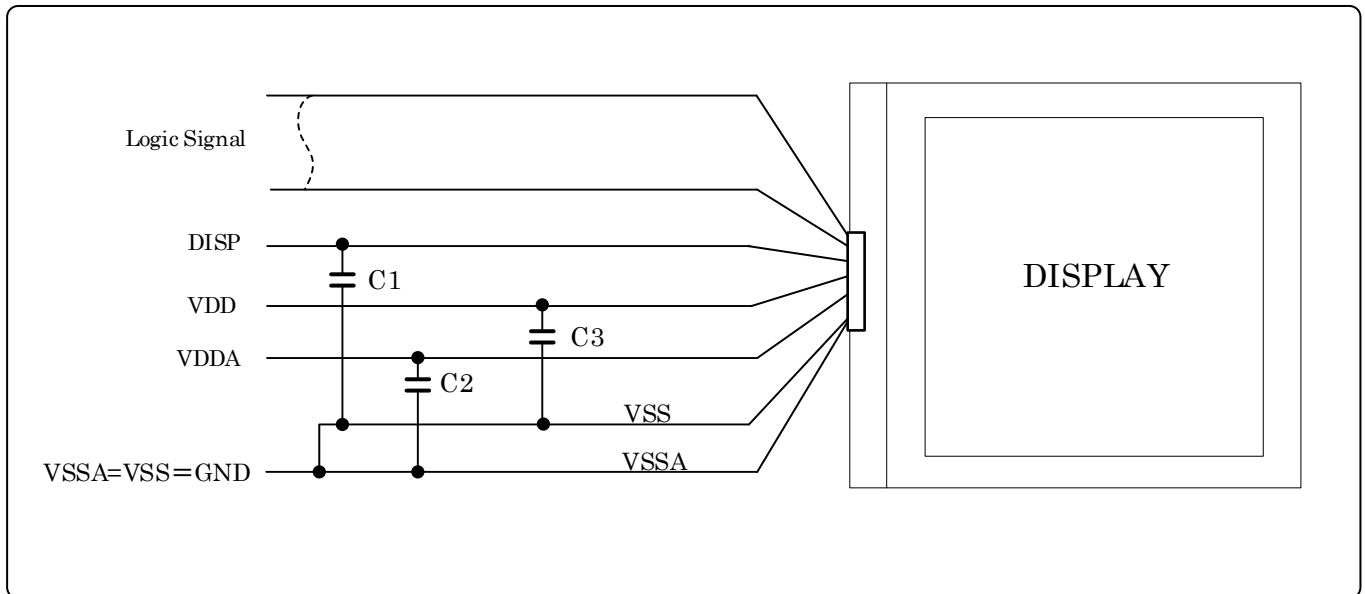 Logic Signal
DISP
C1
DISPLAY
VDD
C3
VDDA
C2
VSS
VSSA
VSSA=VSS=GND